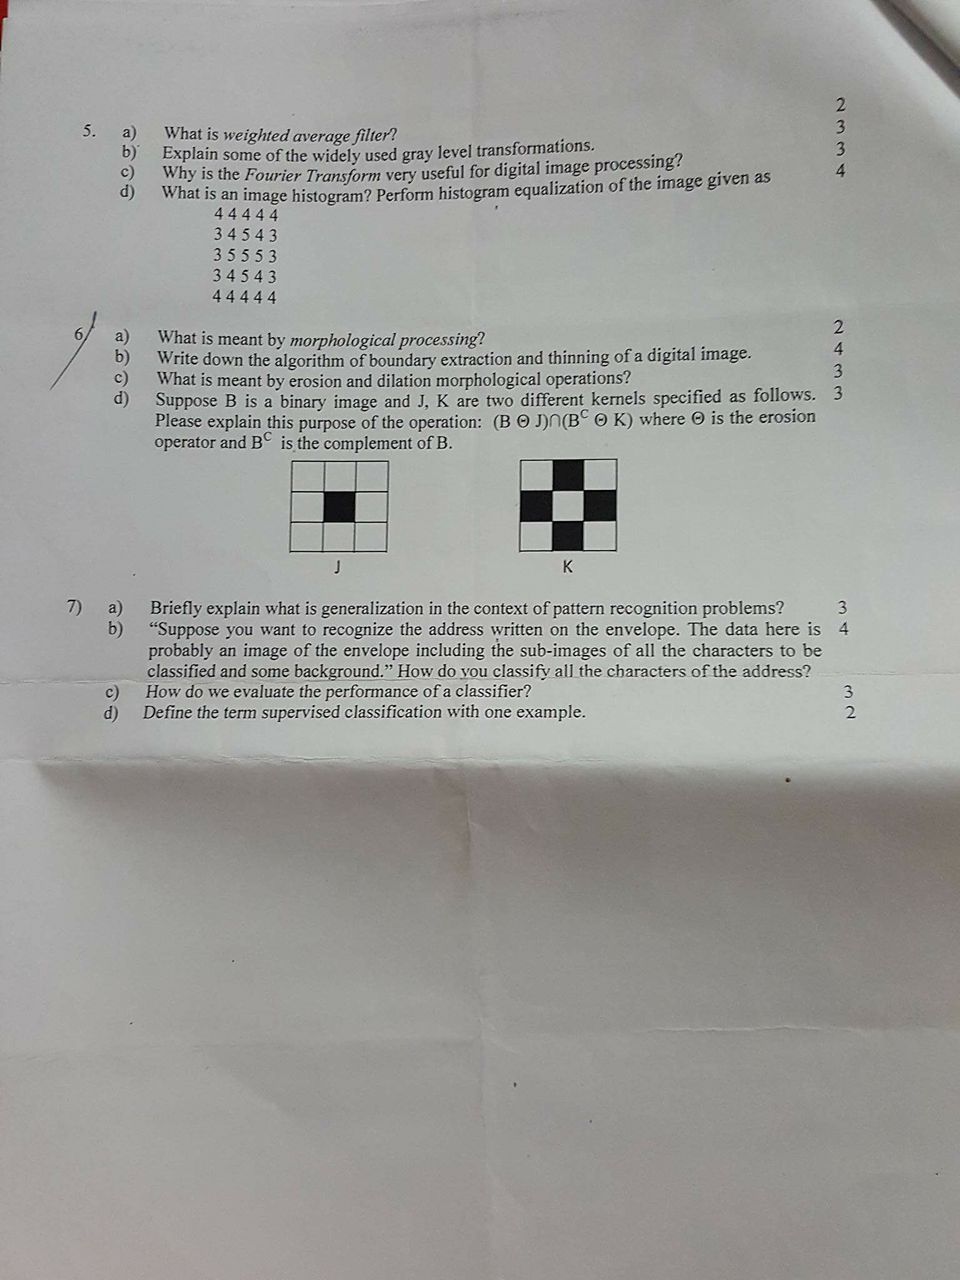 2
5. a) What is weighted average filter? 3
b) Explain some of the widely used gray level transformations. 3
c) Why is the Fourier Transform very useful for digital image processing? 4
d) What is an image histogram? Perform histogram equalization of the image given as
4 4 4 4 4
3 4 5 4 3
3 5 5 5 3
3 4 5 4 3
4 4 4 4 4
6 a) What is meant by morphological processing? 2
b) Write down the algorithm of boundary extraction and thinning of a digital image. 4
c) What is meant by erosion and dilation morphological operations? 3
d) Suppose B is a binary image and J, K are two different kernels specified as follows. 3
Please explain this purpose of the operation: (B Θ J)∩(Bᶜ Θ K) where Θ is the erosion
operator and Bᶜ is the complement of B.
J K
7) a) Briefly explain what is generalization in the context of pattern recognition problems? 3
b) “Suppose you want to recognize the address written on the envelope. The data here is 4
probably an image of the envelope including the sub-images of all the characters to be
classified and some background.” How do you classify all the characters of the address?
c) How do we evaluate the performance of a classifier? 3
d) Define the term supervised classification with one example. 2